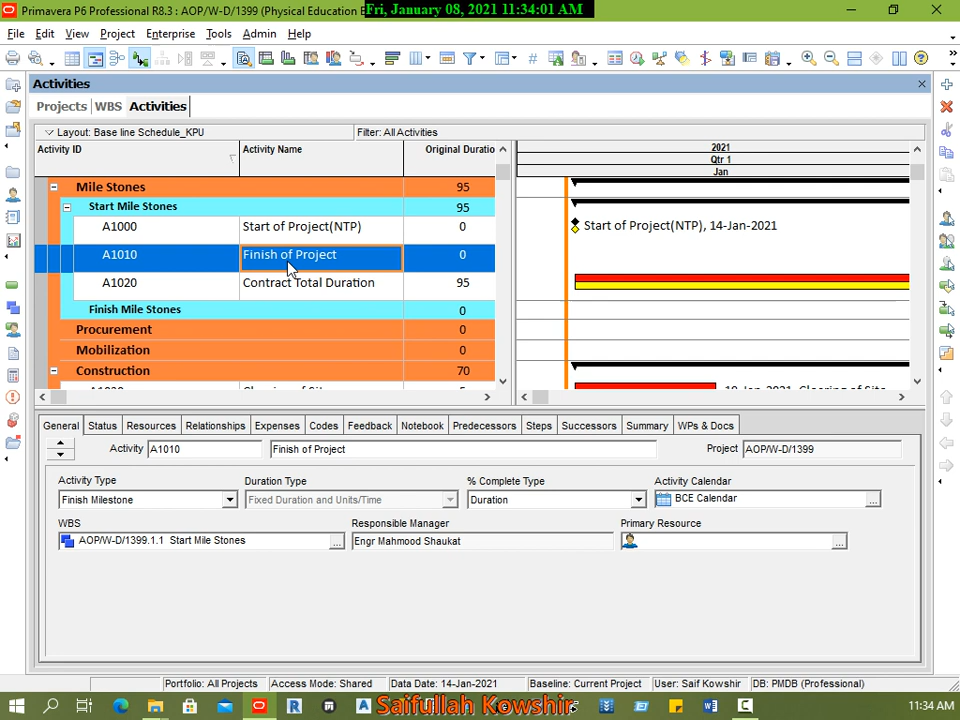 Primavera P6 Professional R8.3 : AOP/W-D/1399 (Physical Education
Fri, January 08, 2021 11:34:01 AM
File Edit View Project Enterprise Tools Admin Help
Activities
Projects WBS Activities
Layout: Base line Schedule_KPU
Filter: All Activities
Activity ID Activity Name Original Duratio
2021
Qtr 1
Jan
Mile Stones 95
Start Mile Stones 95
A1000 Start of Project(NTP) 0
Start of Project(NTP), 14-Jan-2021
A1010 Finish of Project 0
A1020 Contract Total Duration 95
Finish Mile Stones 0
Procurement 0
Mobilization 0
Construction 70
General Status Resources Relationships Expenses Codes Feedback Notebook Predecessors Steps Successors Summary WPs & Docs
Activity A1010 Finish of Project Project AOP/W-D/1399
Activity Type Duration Type % Complete Type Activity Calendar
Finish Milestone Fixed Duration and Units/Time Duration BCE Calendar
WBS Responsible Manager Primary Resource
AOP/W-D/1399.1.1 Start Mile Stones Engr Mahmood Shaukat
Portfolio: All Projects Access Mode: Shared Data Date: 14-Jan-2021 Baseline: Current Project User: Saif Kowshir DB: PMDB (Professional)
Saifullah Kowshir
11:34 AM